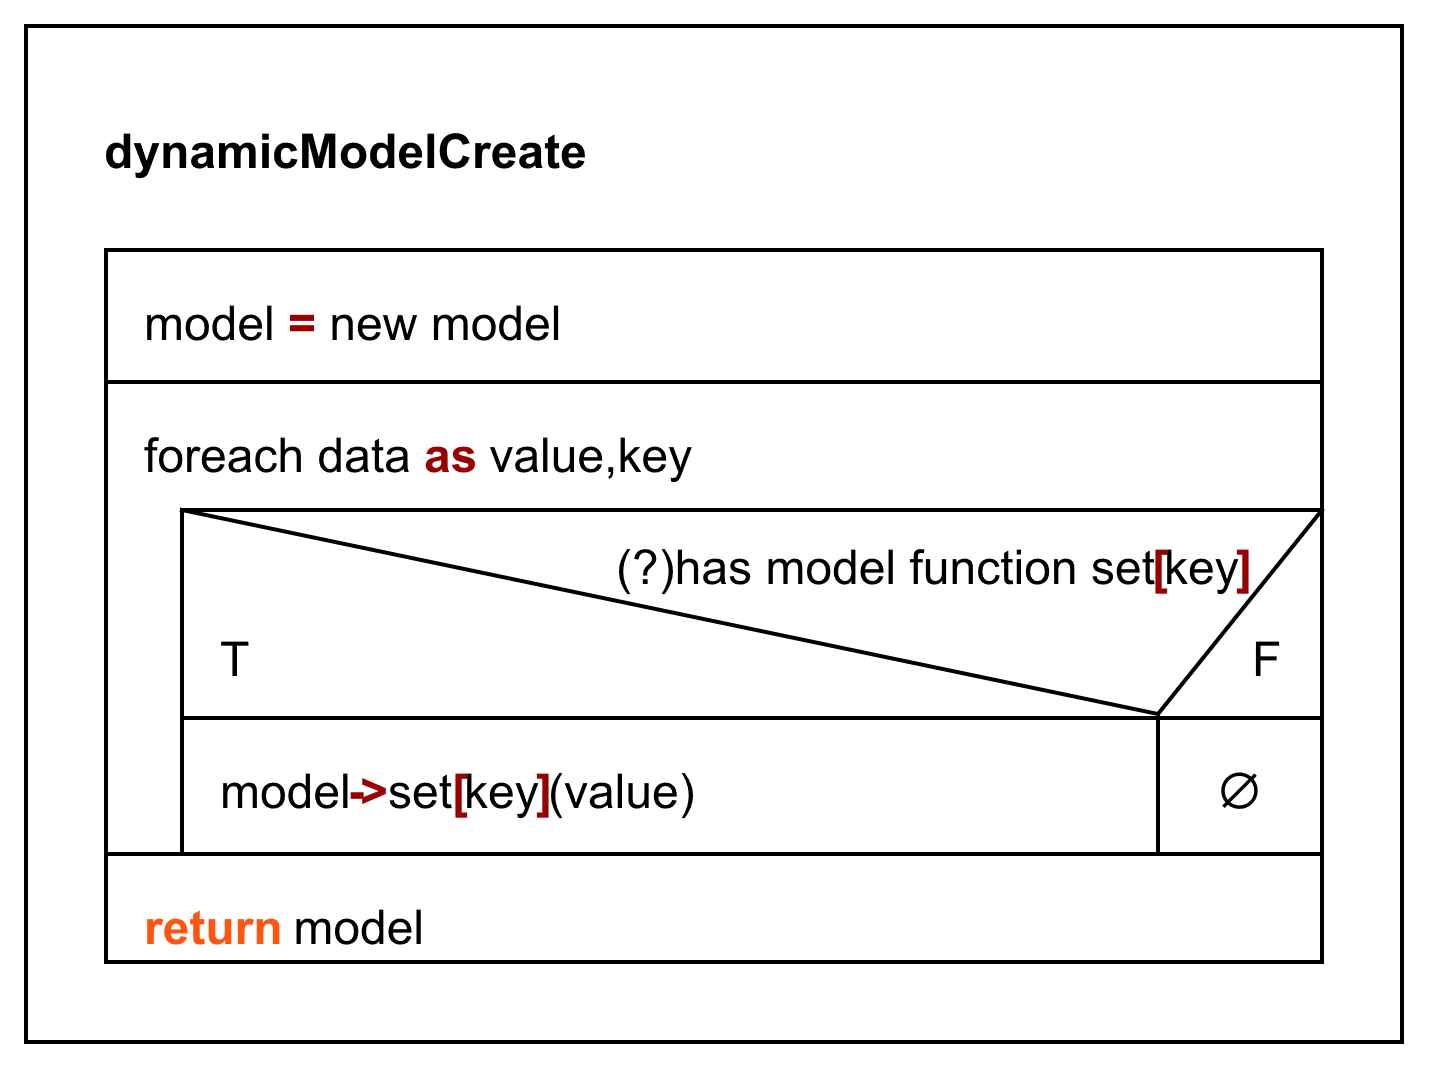 dynamicModelCreate
model = new model
foreach data as value,key
(?)has model function set[key]
T
F
model->set[key](value)
∅
return model